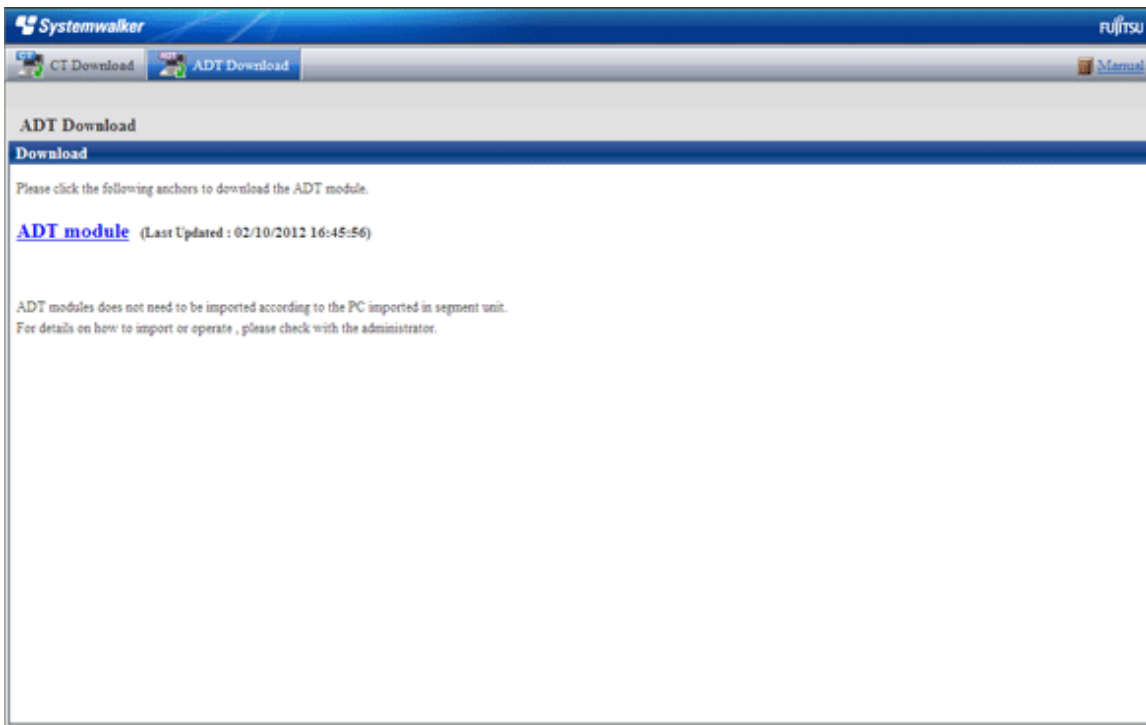 Systemwalker FUJITSU
CT Download ADT Download Manual
ADT Download
Download
Please click the following anchors to download the ADT module.
ADT module (Last Updated : 02/10/2012 16:45:56)
ADT modules does not need to be imported according to the PC imported in segment unit.
For details on how to import or operate , please check with the administrator.